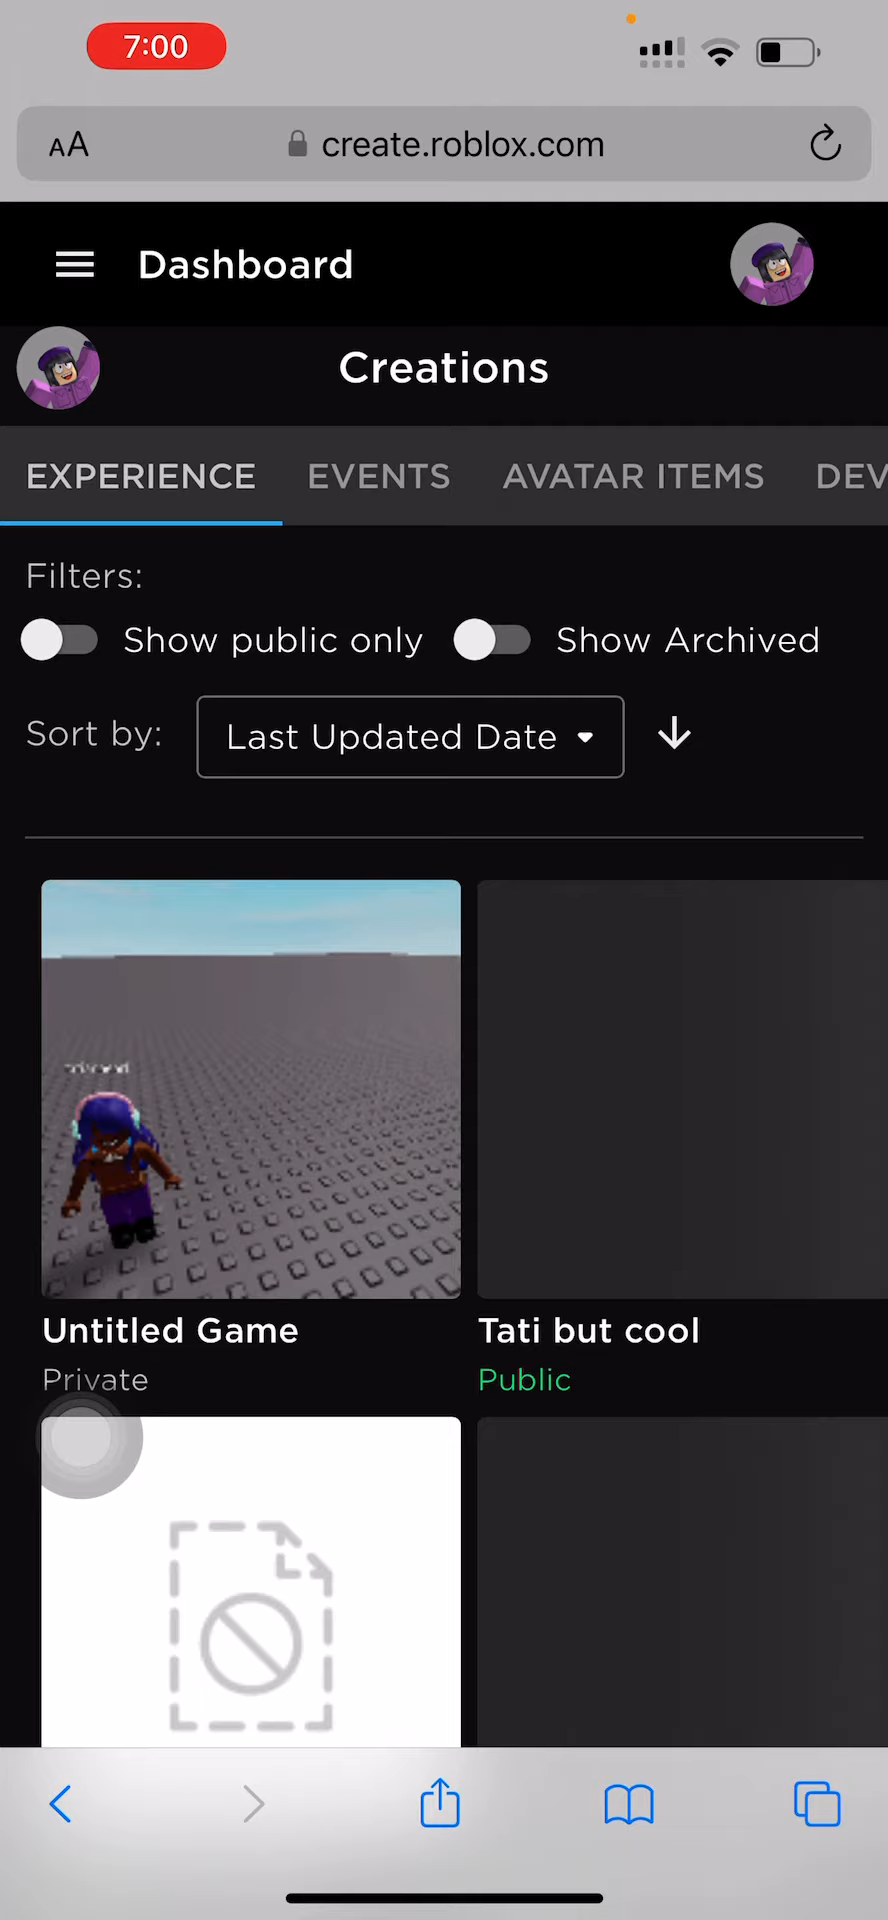 7:00
AA create.roblox.com
Dashboard
Creations
EXPERIENCE EVENTS AVATAR ITEMS DEV
Filters:
Show public only Show Archived
Sort by: Last Updated Date
Untitled Game Tati but cool
Private Public